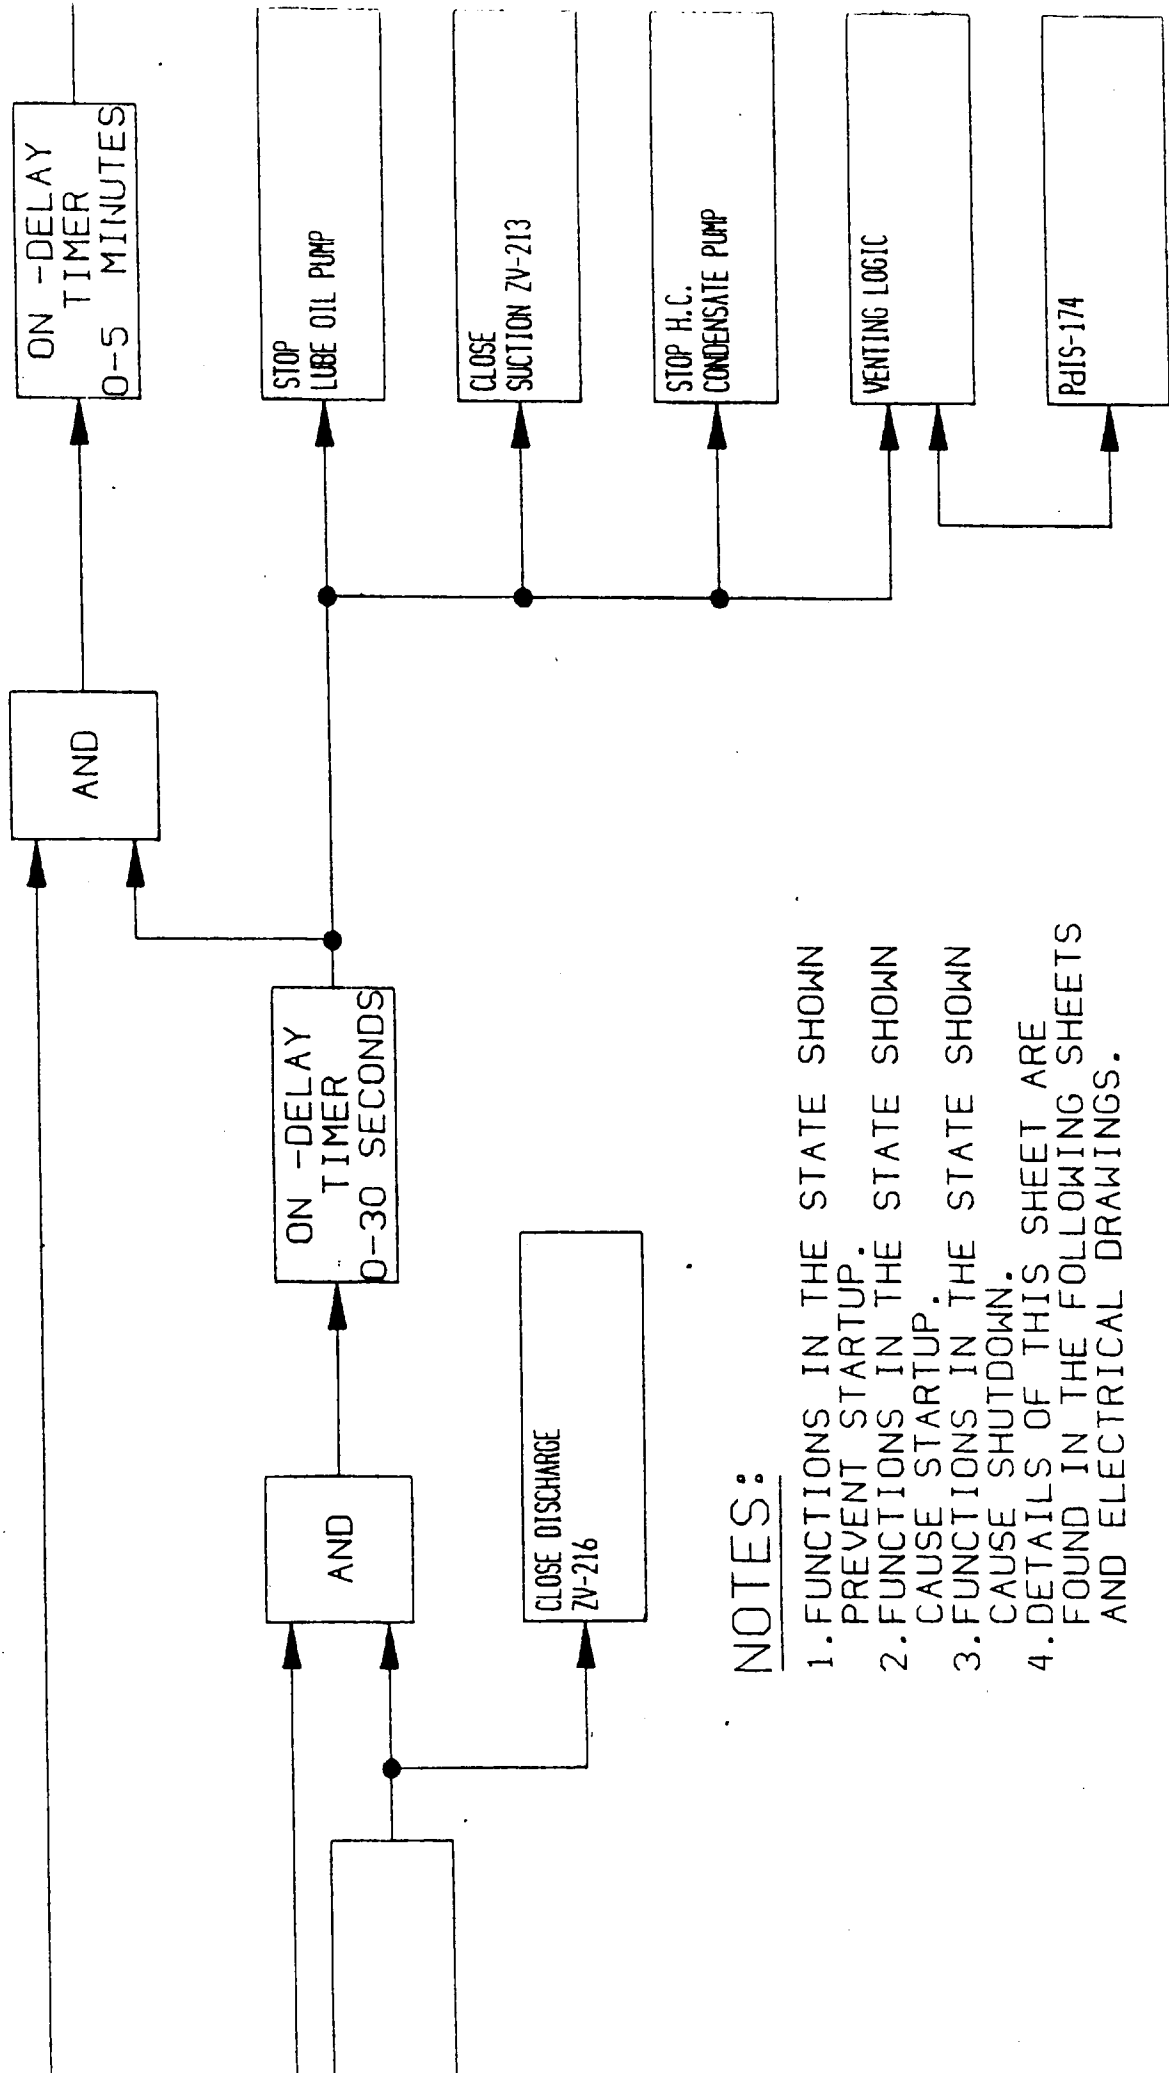 ON -DELAY
TIMER
0-5 MINUTES
STOP
LUBE OIL PUMP
CLOSE
SUCTION ZV-213
STOP H.C.
CONDENSATE PUMP
VENTING LOGIC
PdIS-174
AND
ON -DELAY
TIMER
0-30 SECONDS
AND
CLOSE DISCHARGE
ZV-216
NOTES:
1. FUNCTIONS IN THE STATE SHOWN
PREVENT STARTUP.
2. FUNCTIONS IN THE STATE SHOWN
CAUSE STARTUP.
3. FUNCTIONS IN THE STATE SHOWN
CAUSE SHUTDOWN.
4. DETAILS OF THIS SHEET ARE
FOUND IN THE FOLLOWING SHEETS
AND ELECTRICAL DRAWINGS.